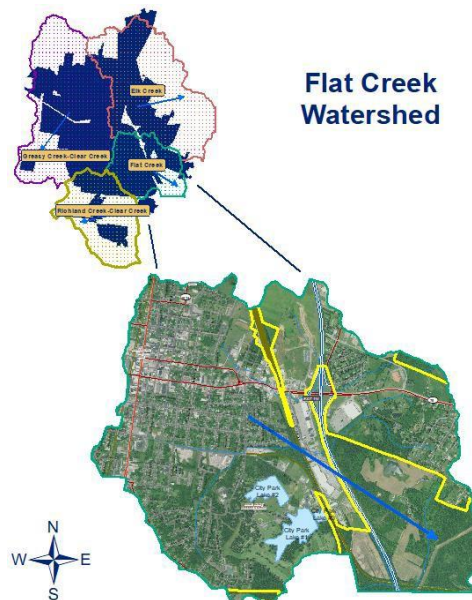 Flat Creek
Watershed
Elk Creek
Greasy Creek-Clear Creek
Flat Creek
Richland Creek-Clear Creek
City Park
Lake #2
City Park
Lake #1
N
W
E
S